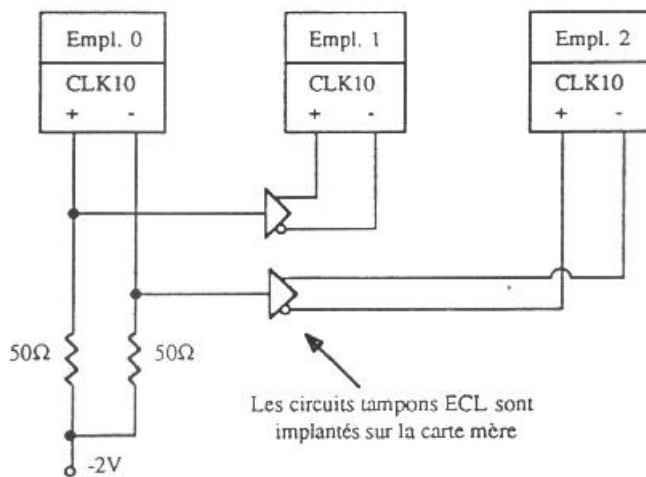 Empl. 0
Empl. 1
Empl. 2
CLK10
CLK10
CLK10
+ -
+ -
+ -
50Ω
50Ω
-2V
Les circuits tampons ECL sont
implantés sur la carte mère